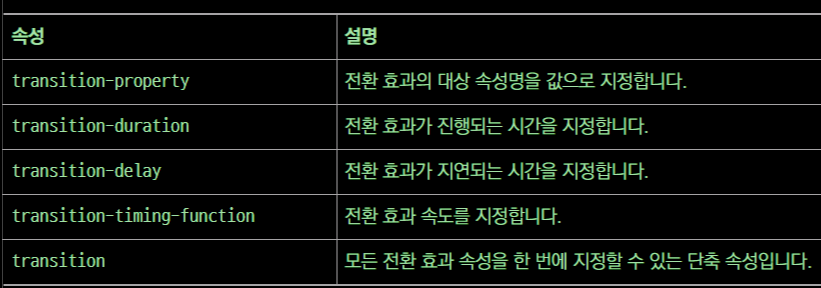 속성 설명
transition-property 전환 효과의 대상 속성명을 값으로 지정합니다.
transition-duration 전환 효과가 진행되는 시간을 지정합니다.
transition-delay 전환 효과가 지연되는 시간을 지정합니다.
transition-timing-function 전환 효과 속도를 지정합니다.
transition 모든 전환 효과 속성을 한 번에 지정할 수 있는 단축 속성입니다.